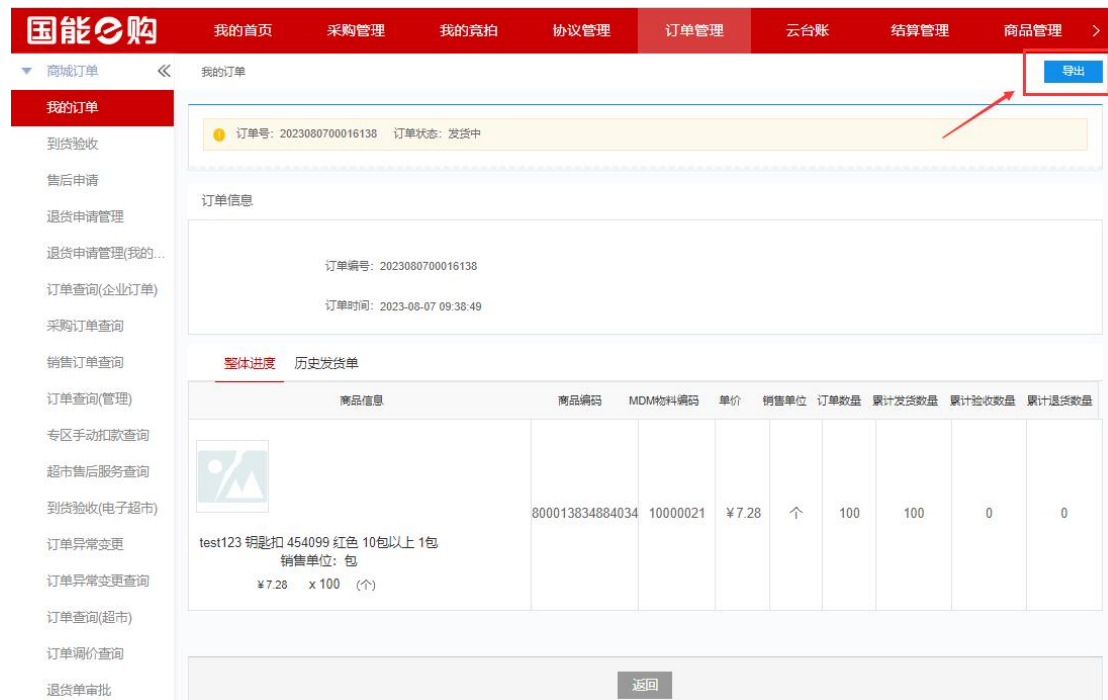 国能e购 我的首页 采购管理 我的竞拍 协议管理 订单管理 云台账 结算管理 商品管理 >
商城订单
我的订单
到货验收
售后申请
退货申请管理
退货申请管理(我的...
订单查询(企业订单)
采购订单查询
销售订单查询
订单查询(管理)
专区手动扣款查询
超市售后服务查询
到货验收(电子超市)
订单异常变更
订单异常变更查询
订单查询(超市)
订单调价查询
退货单审批
我的订单 导出
订单号：2023080700016138 订单状态：发货中
订单信息
订单编号：2023080700016138
订单时间：2023-08-07 09:38:49
整体进度 历史发货单
商品信息 商品编码 MDM物料编码 单价 销售单位 订单数量 累计发货数量 累计验收数量 累计退货数量
800013834884034 10000021 ¥7.28 个 100 100 0 0
test123 钥匙扣 454099 红色 10包以上 1包
销售单位：包
¥7.28 x 100 (个)
返回